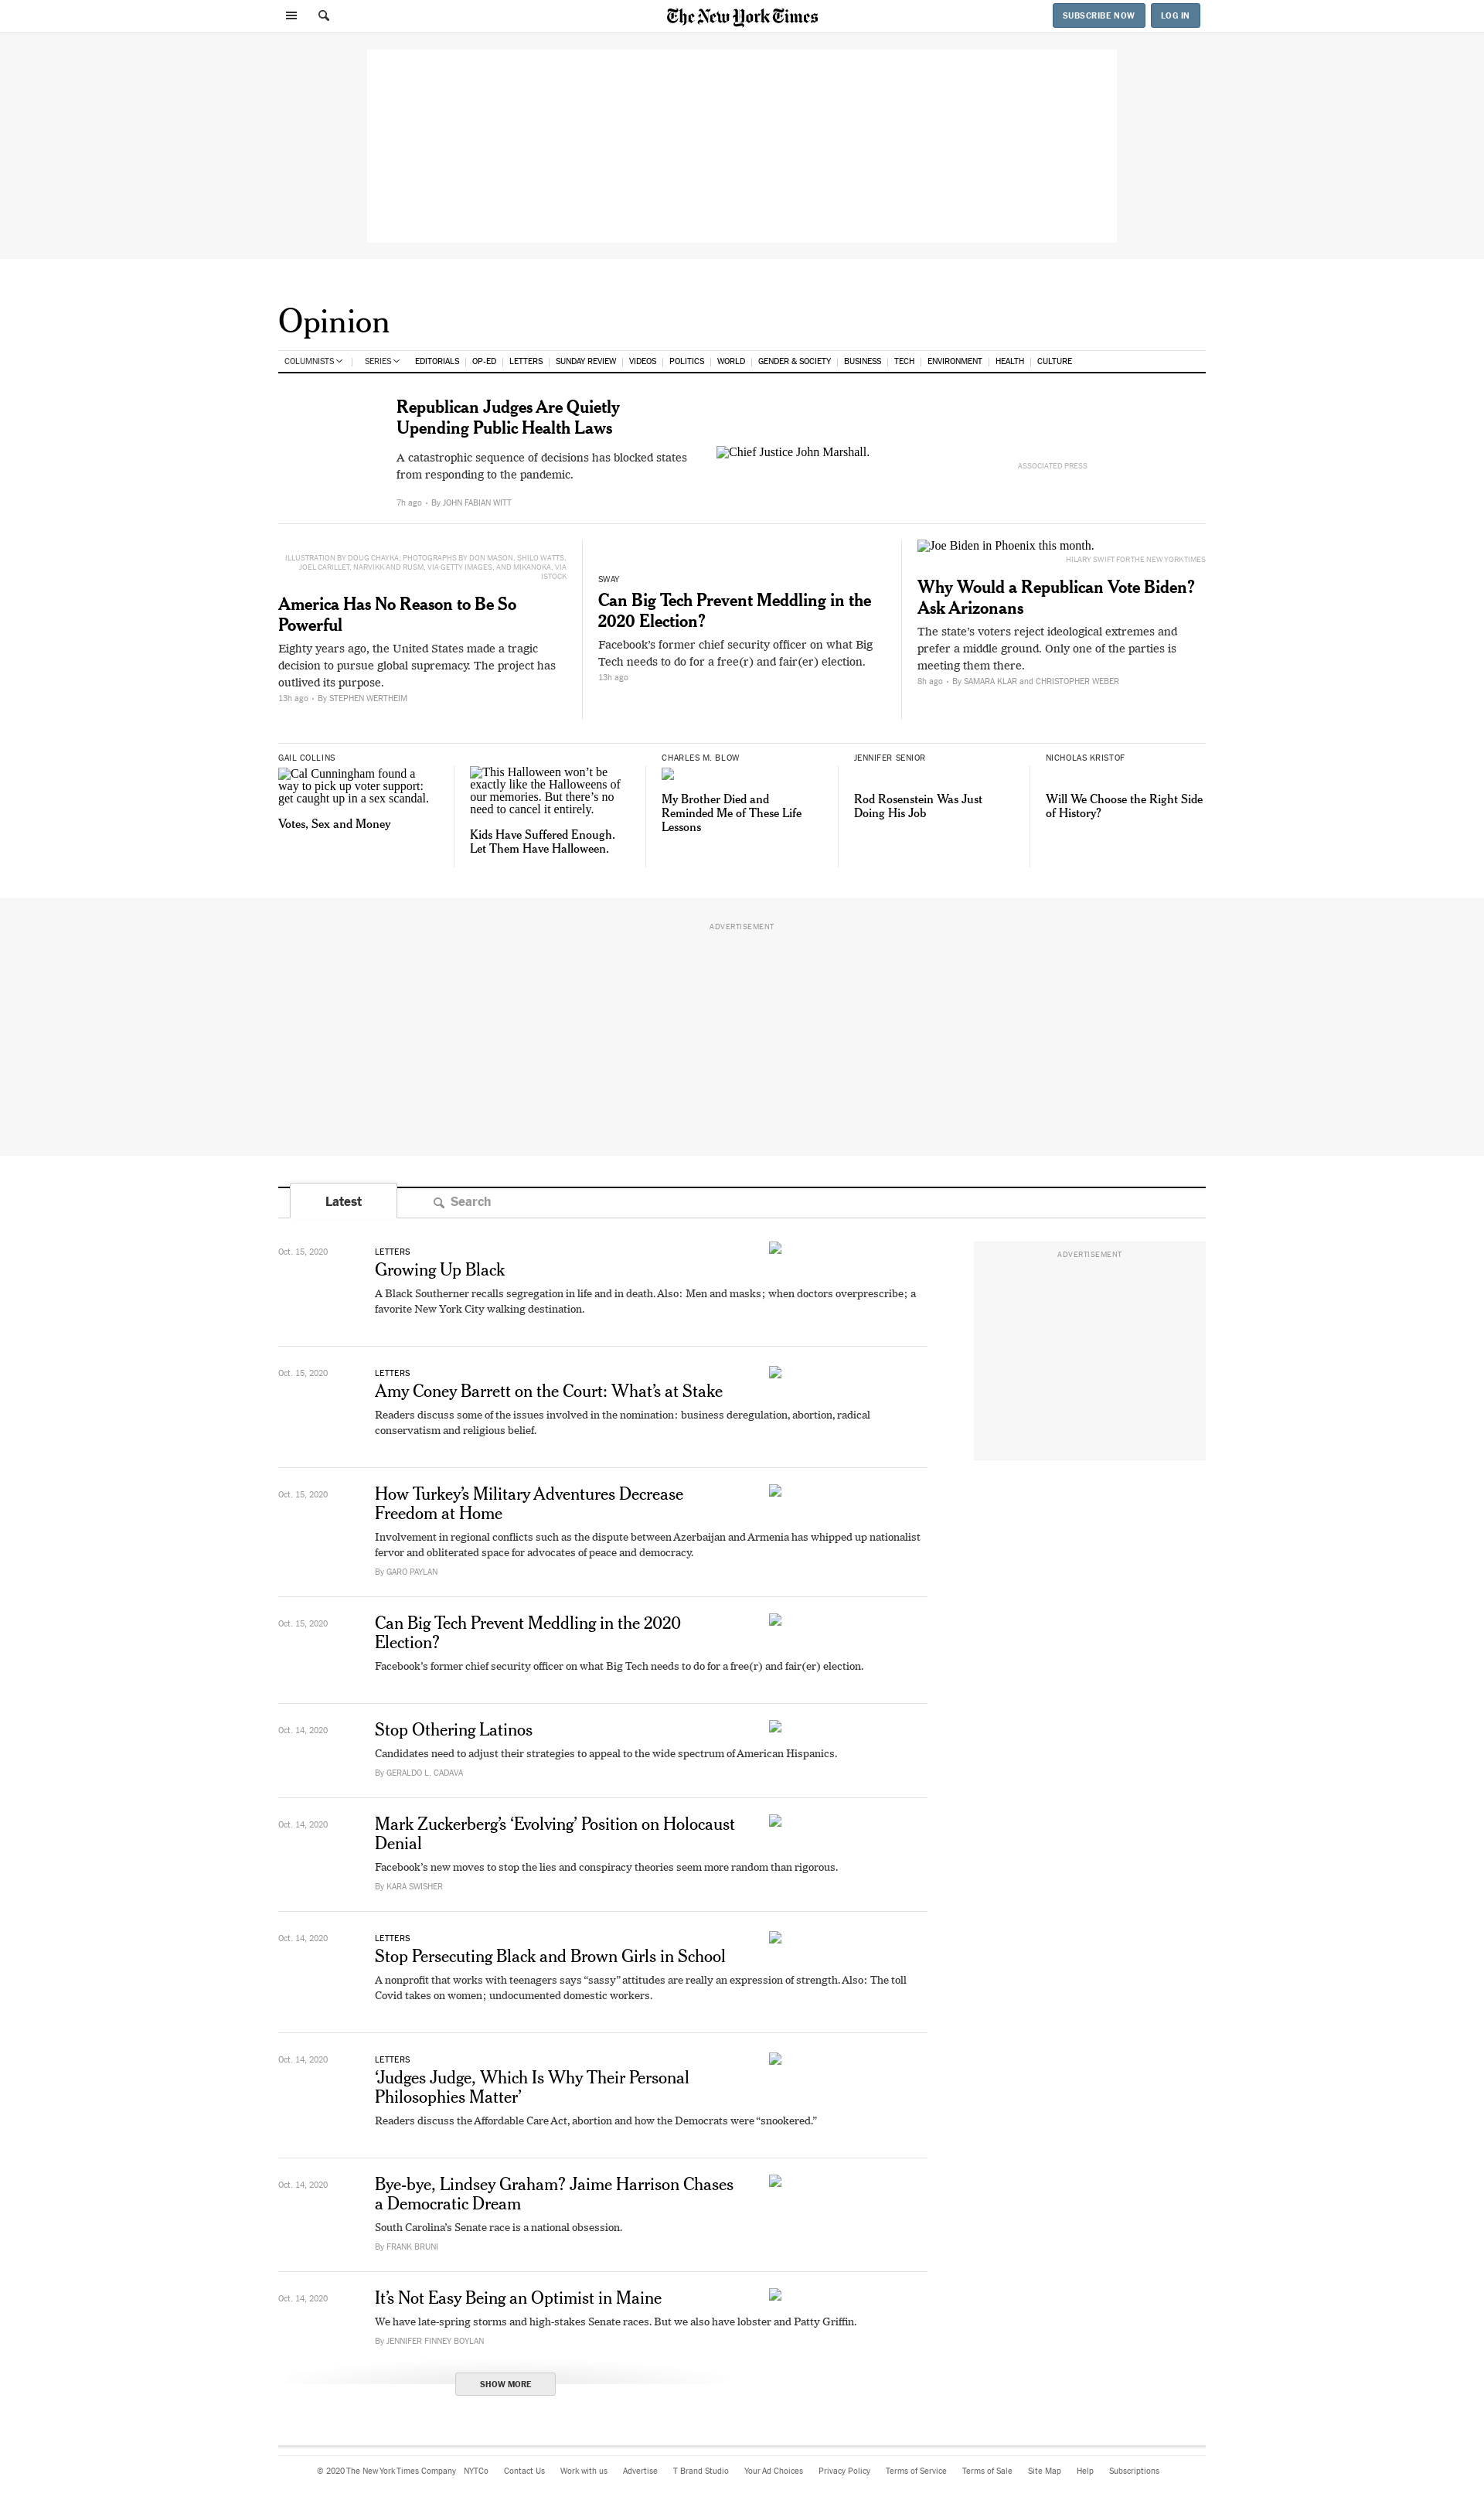 The New York Times
SUBSCRIBE NOW
LOG IN
Opinion
COLUMNISTS
SERIES
EDITORIALS
OP-ED
LETTERS
SUNDAY REVIEW
VIDEOS
POLITICS
WORLD
GENDER & SOCIETY
BUSINESS
TECH
ENVIRONMENT
HEALTH
CULTURE
Republican Judges Are Quietly
Upending Public Health Laws
A catastrophic sequence of decisions has blocked states
from responding to the pandemic.
7h ago • By JOHN FABIAN WITT
Chief Justice John Marshall.
ASSOCIATED PRESS
ILLUSTRATION BY DOUG CHAYKA; PHOTOGRAPHS BY DON MASON, SHILO WATTS,
JOEL CARILLET, NARVIKK AND RUSM, VIA GETTY IMAGES, AND MIKANOKA, VIA
ISTOCK
America Has No Reason to Be So
Powerful
Eighty years ago, the United States made a tragic
decision to pursue global supremacy. The project has
outlived its purpose.
13h ago • By STEPHEN WERTHEIM
SWAY
Can Big Tech Prevent Meddling in the
2020 Election?
Facebook’s former chief security officer on what Big
Tech needs to do for a free(r) and fair(er) election.
13h ago
Joe Biden in Phoenix this month.
HILARY SWIFT FOR THE NEW YORK TIMES
Why Would a Republican Vote Biden?
Ask Arizonans
The state’s voters reject ideological extremes and
prefer a middle ground. Only one of the parties is
meeting them there.
8h ago • By SAMARA KLAR and CHRISTOPHER WEBER
GAIL COLLINS
Cal Cunningham found a
way to pick up voter support:
get caught up in a sex scandal.
Votes, Sex and Money
This Halloween won’t be
exactly like the Halloweens of
our memories. But there’s no
need to cancel it entirely.
Kids Have Suffered Enough.
Let Them Have Halloween.
CHARLES M. BLOW
My Brother Died and
Reminded Me of These Life
Lessons
JENNIFER SENIOR
Rod Rosenstein Was Just
Doing His Job
NICHOLAS KRISTOF
Will We Choose the Right Side
of History?
ADVERTISEMENT
Latest
Search
ADVERTISEMENT
Oct. 15, 2020
LETTERS
Growing Up Black
A Black Southerner recalls segregation in life and in death. Also: Men and masks; when doctors overprescribe; a
favorite New York City walking destination.
Oct. 15, 2020
LETTERS
Amy Coney Barrett on the Court: What’s at Stake
Readers discuss some of the issues involved in the nomination: business deregulation, abortion, radical
conservatism and religious belief.
Oct. 15, 2020
How Turkey’s Military Adventures Decrease
Freedom at Home
Involvement in regional conflicts such as the dispute between Azerbaijan and Armenia has whipped up nationalist
fervor and obliterated space for advocates of peace and democracy.
By GARO PAYLAN
Oct. 15, 2020
Can Big Tech Prevent Meddling in the 2020
Election?
Facebook’s former chief security officer on what Big Tech needs to do for a free(r) and fair(er) election.
Oct. 14, 2020
Stop Othering Latinos
Candidates need to adjust their strategies to appeal to the wide spectrum of American Hispanics.
By GERALDO L. CADAVA
Oct. 14, 2020
Mark Zuckerberg’s ‘Evolving’ Position on Holocaust
Denial
Facebook’s new moves to stop the lies and conspiracy theories seem more random than rigorous.
By KARA SWISHER
Oct. 14, 2020
LETTERS
Stop Persecuting Black and Brown Girls in School
A nonprofit that works with teenagers says “sassy” attitudes are really an expression of strength. Also: The toll
Covid takes on women; undocumented domestic workers.
Oct. 14, 2020
LETTERS
‘Judges Judge, Which Is Why Their Personal
Philosophies Matter’
Readers discuss the Affordable Care Act, abortion and how the Democrats were “snookered.”
Oct. 14, 2020
Bye-bye, Lindsey Graham? Jaime Harrison Chases
a Democratic Dream
South Carolina’s Senate race is a national obsession.
By FRANK BRUNI
Oct. 14, 2020
It’s Not Easy Being an Optimist in Maine
We have late-spring storms and high-stakes Senate races. But we also have lobster and Patty Griffin.
By JENNIFER FINNEY BOYLAN
SHOW MORE
© 2020 The New York Times Company
NYTCo
Contact Us
Work with us
Advertise
T Brand Studio
Your Ad Choices
Privacy Policy
Terms of Service
Terms of Sale
Site Map
Help
Subscriptions